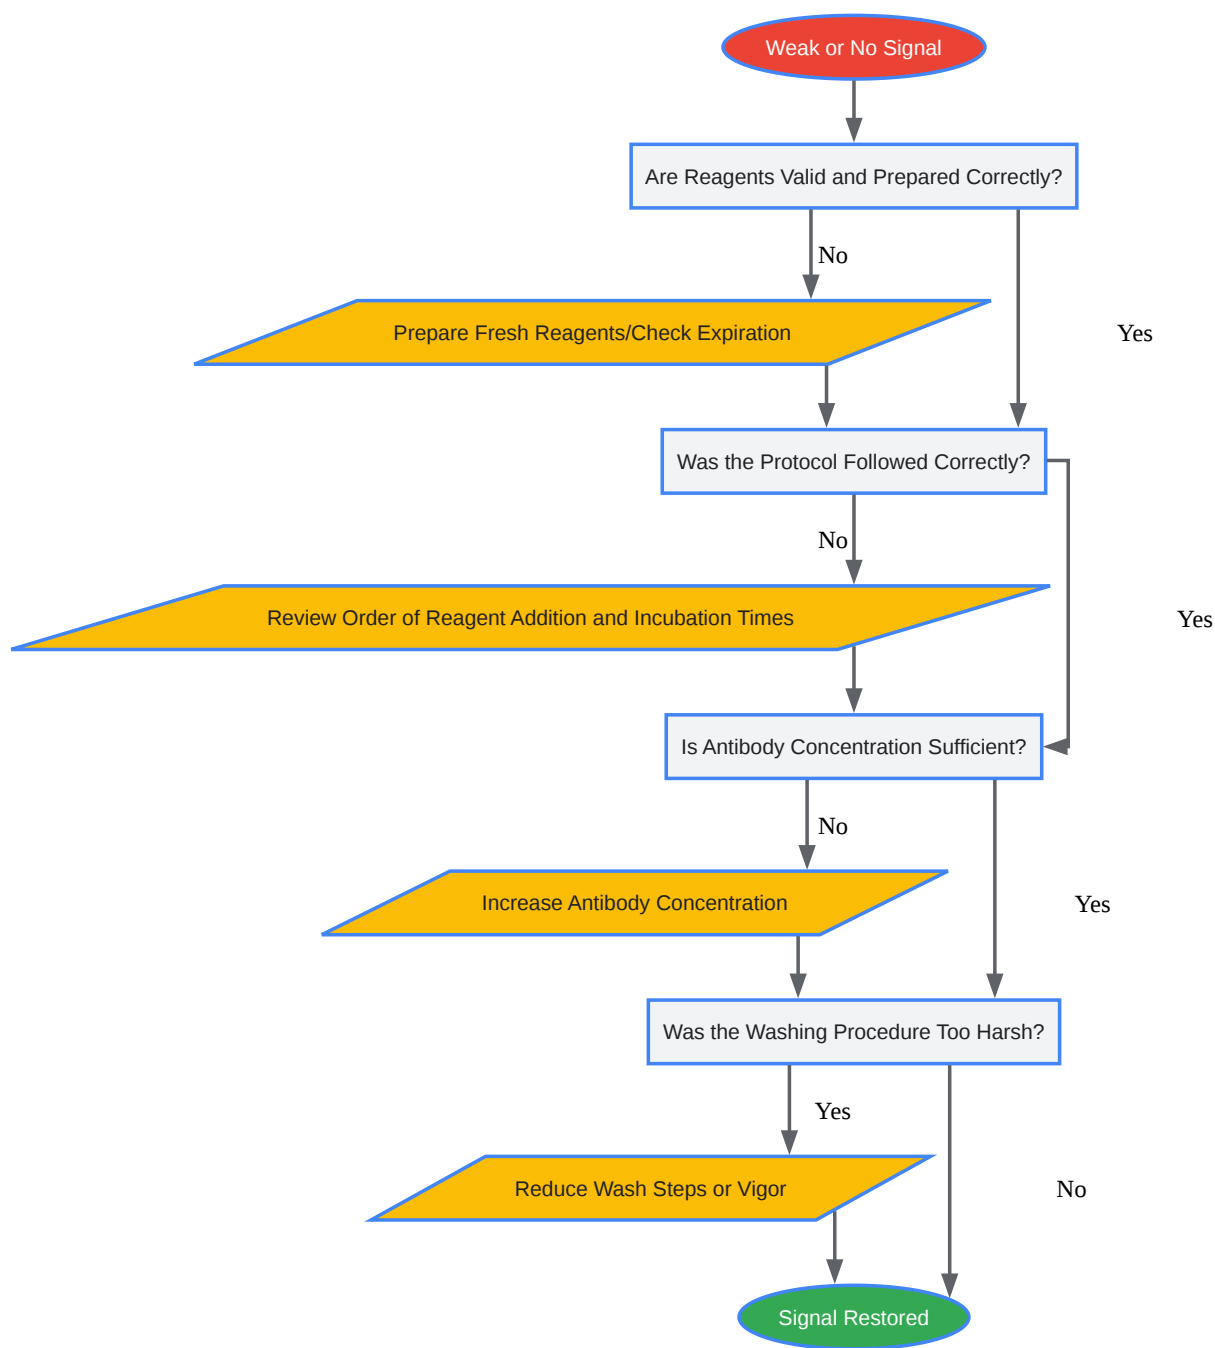 Weak or No Signal
Are Reagents Valid and Prepared Correctly?
No
Prepare Fresh Reagents/Check Expiration
Yes
Was the Protocol Followed Correctly?
No
Review Order of Reagent Addition and Incubation Times
Yes
Is Antibody Concentration Sufficient?
No
Increase Antibody Concentration
Yes
Was the Washing Procedure Too Harsh?
Yes
Reduce Wash Steps or Vigor
No
Signal Restored